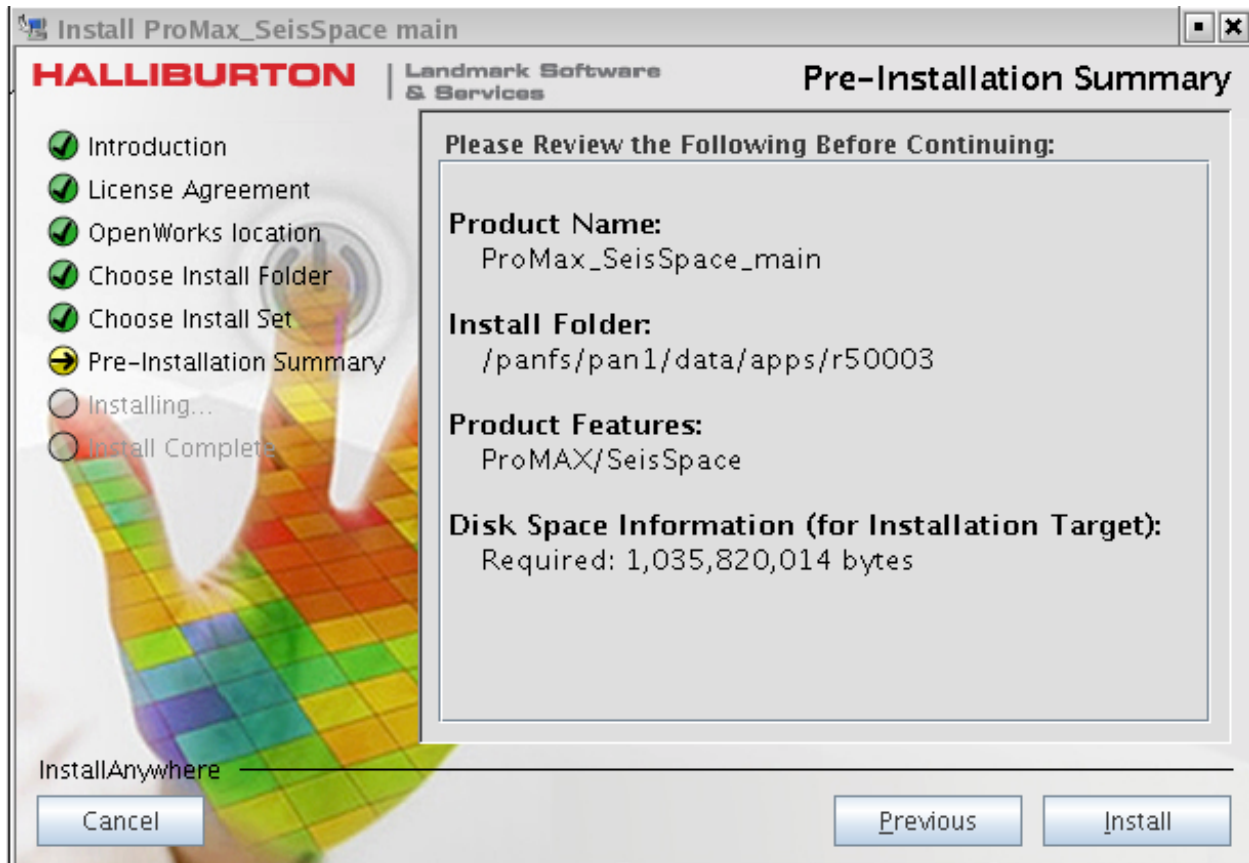 Install ProMax_SeisSpace main
HALLIBURTON
Landmark Software
& Services
Pre-Installation Summary
Introduction
License Agreement
OpenWorks location
Choose Install Folder
Choose Install Set
Pre-Installation Summary
Installing...
Install Complete
Please Review the Following Before Continuing:
Product Name:
ProMax_SeisSpace_main
Install Folder:
/panfs/pan1/data/apps/r50003
Product Features:
ProMAX/SeisSpace
Disk Space Information (for Installation Target):
Required: 1,035,820,014 bytes
InstallAnywhere
Cancel
Previous
Install